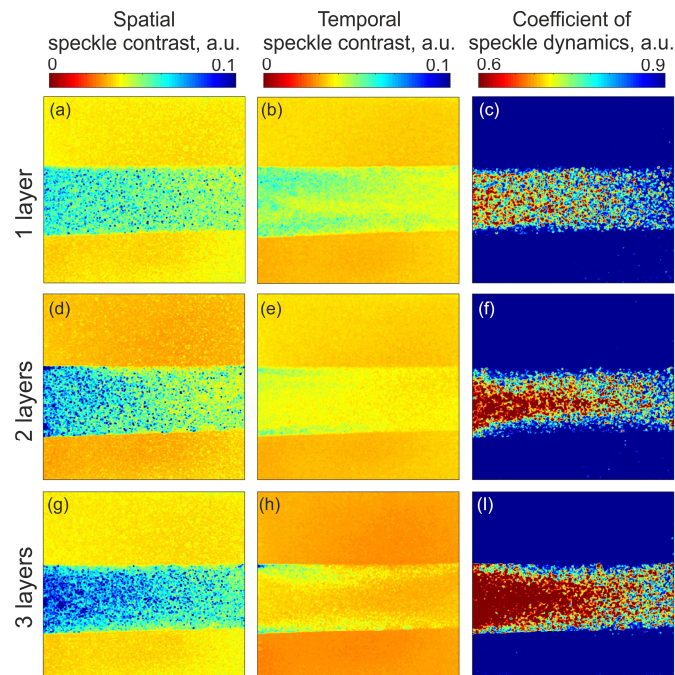 Spatial
speckle contrast, a.u.
Temporal
speckle contrast, a.u.
Coefficient of
speckle dynamics, a.u.
0 0.1
0 0.1
0.6 0.9
1 layer
(a) (b) (c)
2 layers
(d) (e) (f)
3 layers
(g) (h) (I)